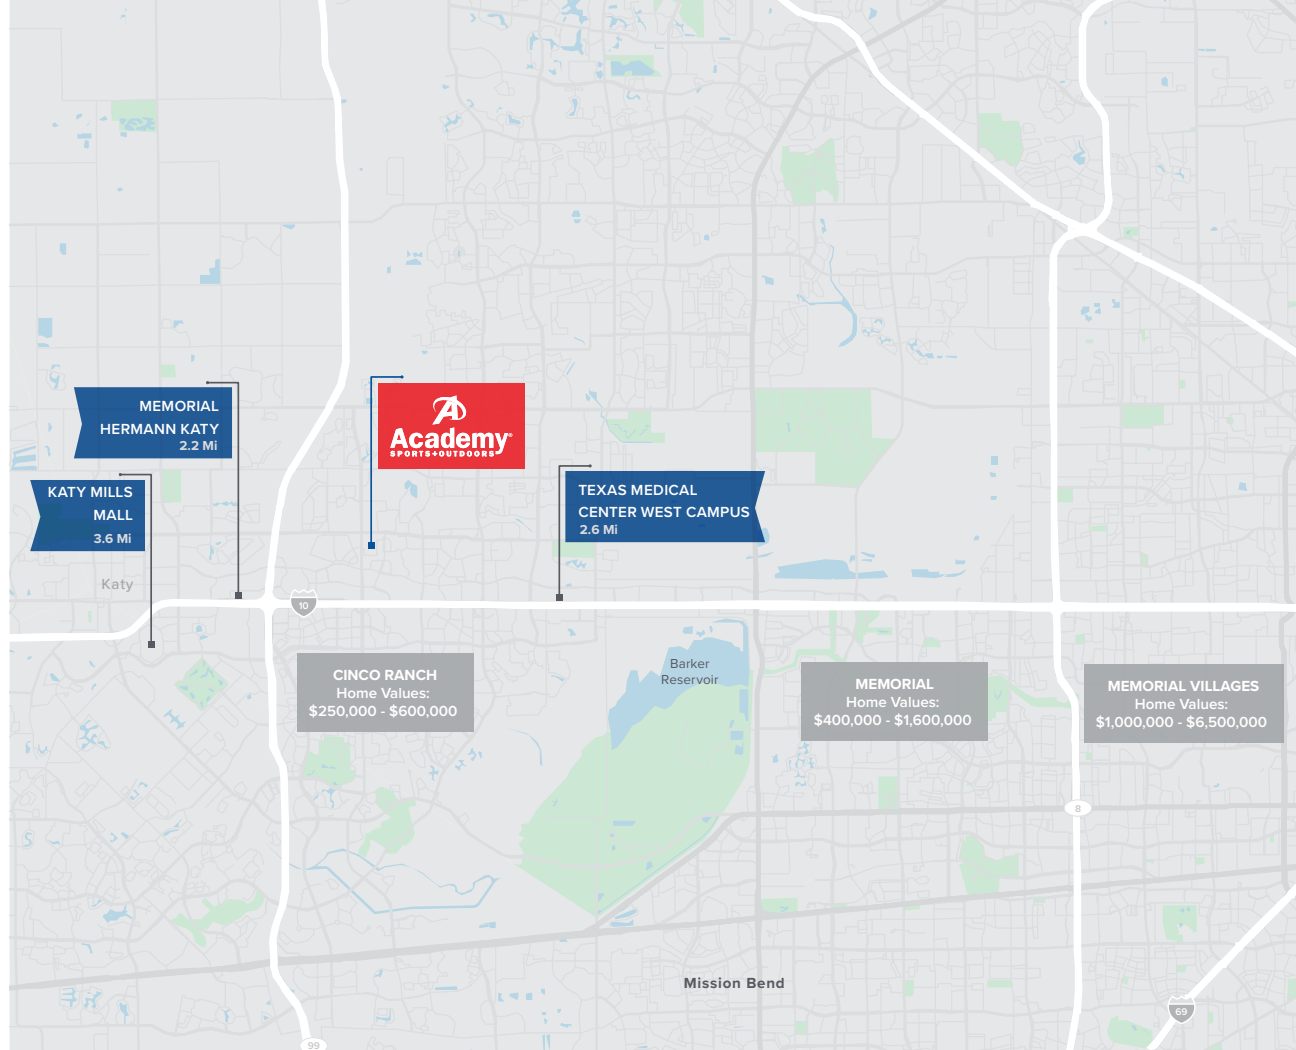 MEMORIAL
HERMANN KATY
2.2 Mi
Academy
SPORTS+OUTDOORS
KATY MILLS
MALL
3.6 Mi
TEXAS MEDICAL
CENTER WEST CAMPUS
2.6 Mi
Katy
10
CINCO RANCH
Home Values:
$250,000 - $600,000
Barker
Reservoir
MEMORIAL
Home Values:
$400,000 - $1,600,000
MEMORIAL VILLAGES
Home Values:
$1,000,000 - $6,500,000
8
Mission Bend
69
99